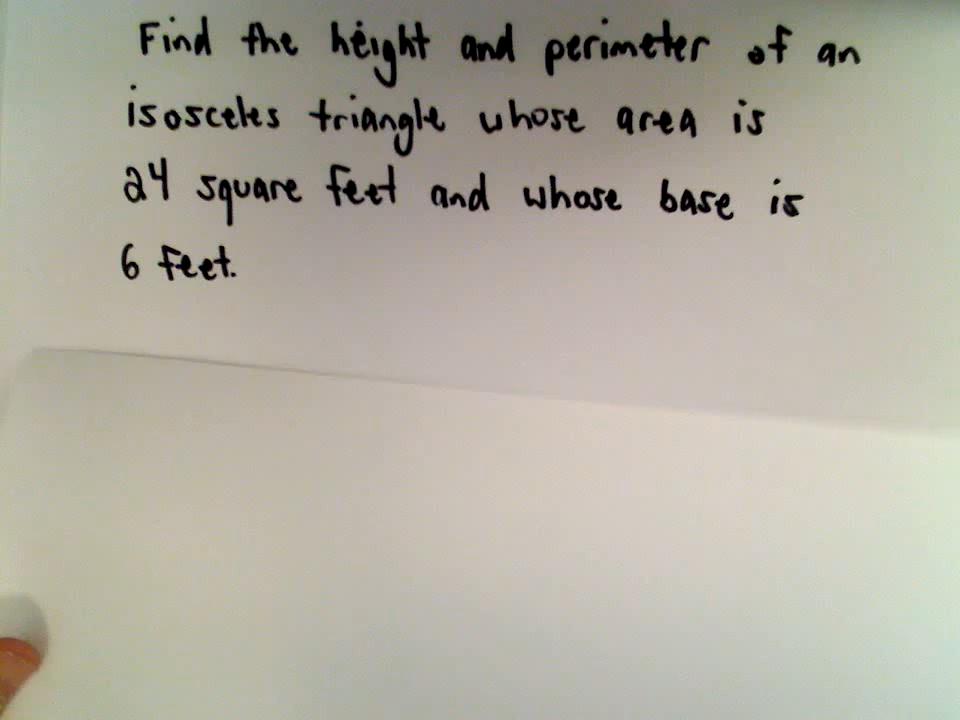 Find the height and perimeter of an
isosceles triangle whose area is
24 square feet and whose base is
6 feet.